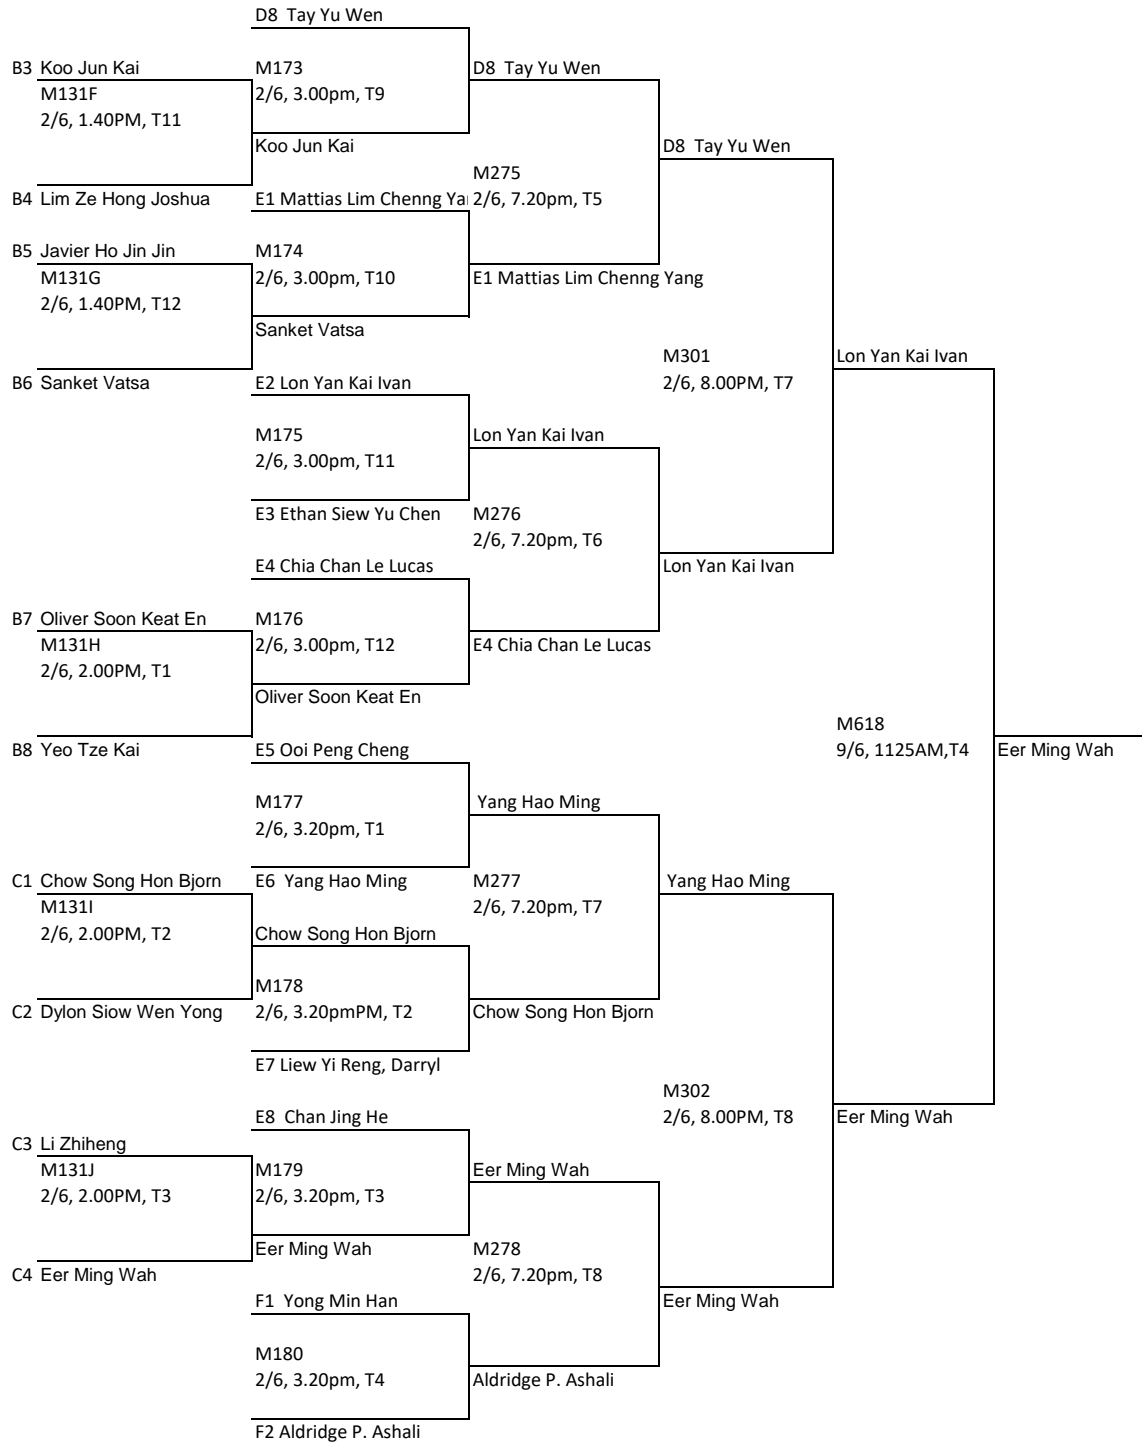 D8 Tay Yu Wen
B3 Koo Jun Kai M173 D8 Tay Yu Wen
M131F 2/6, 3.00pm, T9
2/6, 1.40PM, T11
Koo Jun Kai D8 Tay Yu Wen
M275
B4 Lim Ze Hong Joshua E1 Mattias Lim Chenng Ya 2/6, 7.20pm, T5
B5 Javier Ho Jin Jin M174
M131G 2/6, 3.00pm, T10 E1 Mattias Lim Chenng Yang
2/6, 1.40PM, T12
Sanket Vatsa
M301 Lon Yan Kai Ivan
B6 Sanket Vatsa E2 Lon Yan Kai Ivan 2/6, 8.00PM, T7
M175 Lon Yan Kai Ivan
2/6, 3.00pm, T11
E3 Ethan Siew Yu Chen M276
2/6, 7.20pm, T6
E4 Chia Chan Le Lucas Lon Yan Kai Ivan
B7 Oliver Soon Keat En M176
M131H 2/6, 3.00pm, T12 E4 Chia Chan Le Lucas
2/6, 2.00PM, T1
Oliver Soon Keat En
M618
B8 Yeo Tze Kai E5 Ooi Peng Cheng 9/6, 1125AM,T4 Eer Ming Wah
M177 Yang Hao Ming
2/6, 3.20pm, T1
C1 Chow Song Hon Bjorn E6 Yang Hao Ming M277 Yang Hao Ming
M131I 2/6, 7.20pm, T7
2/6, 2.00PM, T2 Chow Song Hon Bjorn
M178
C2 Dylon Siow Wen Yong 2/6, 3.20pmPM, T2 Chow Song Hon Bjorn
E7 Liew Yi Reng, Darryl
M302
E8 Chan Jing He 2/6, 8.00PM, T8 Eer Ming Wah
C3 Li Zhiheng
M131J M179 Eer Ming Wah
2/6, 2.00PM, T3 2/6, 3.20pm, T3
Eer Ming Wah M278
C4 Eer Ming Wah 2/6, 7.20pm, T8
F1 Yong Min Han Eer Ming Wah
M180
2/6, 3.20pm, T4 Aldridge P. Ashali
F2 Aldridge P. Ashali